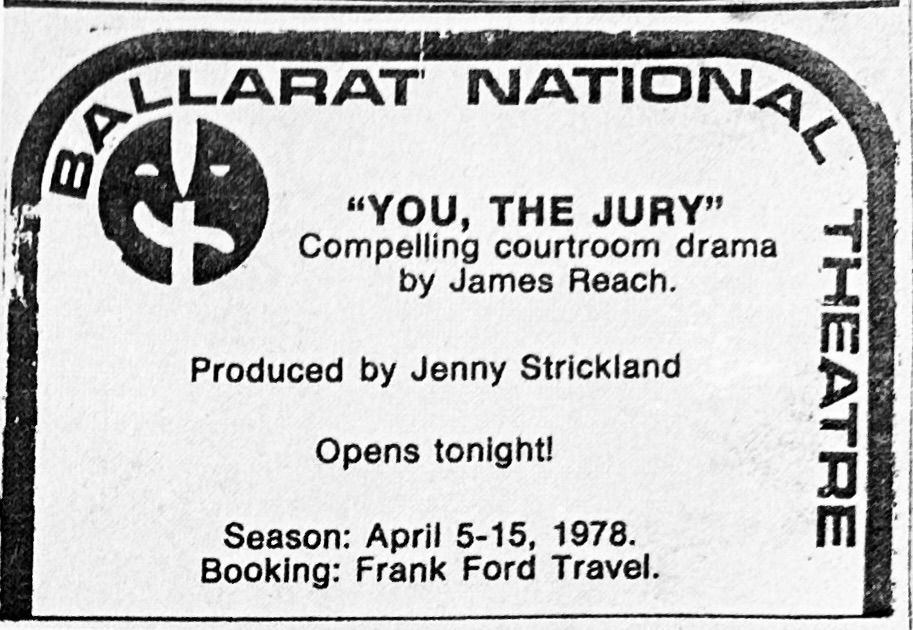 BALLARAT NATIONAL THEATRE
"YOU, THE JURY"
Compelling courtroom drama
by James Reach.
Produced by Jenny Strickland
Opens tonight!
Season: April 5-15, 1978.
Booking: Frank Ford Travel.